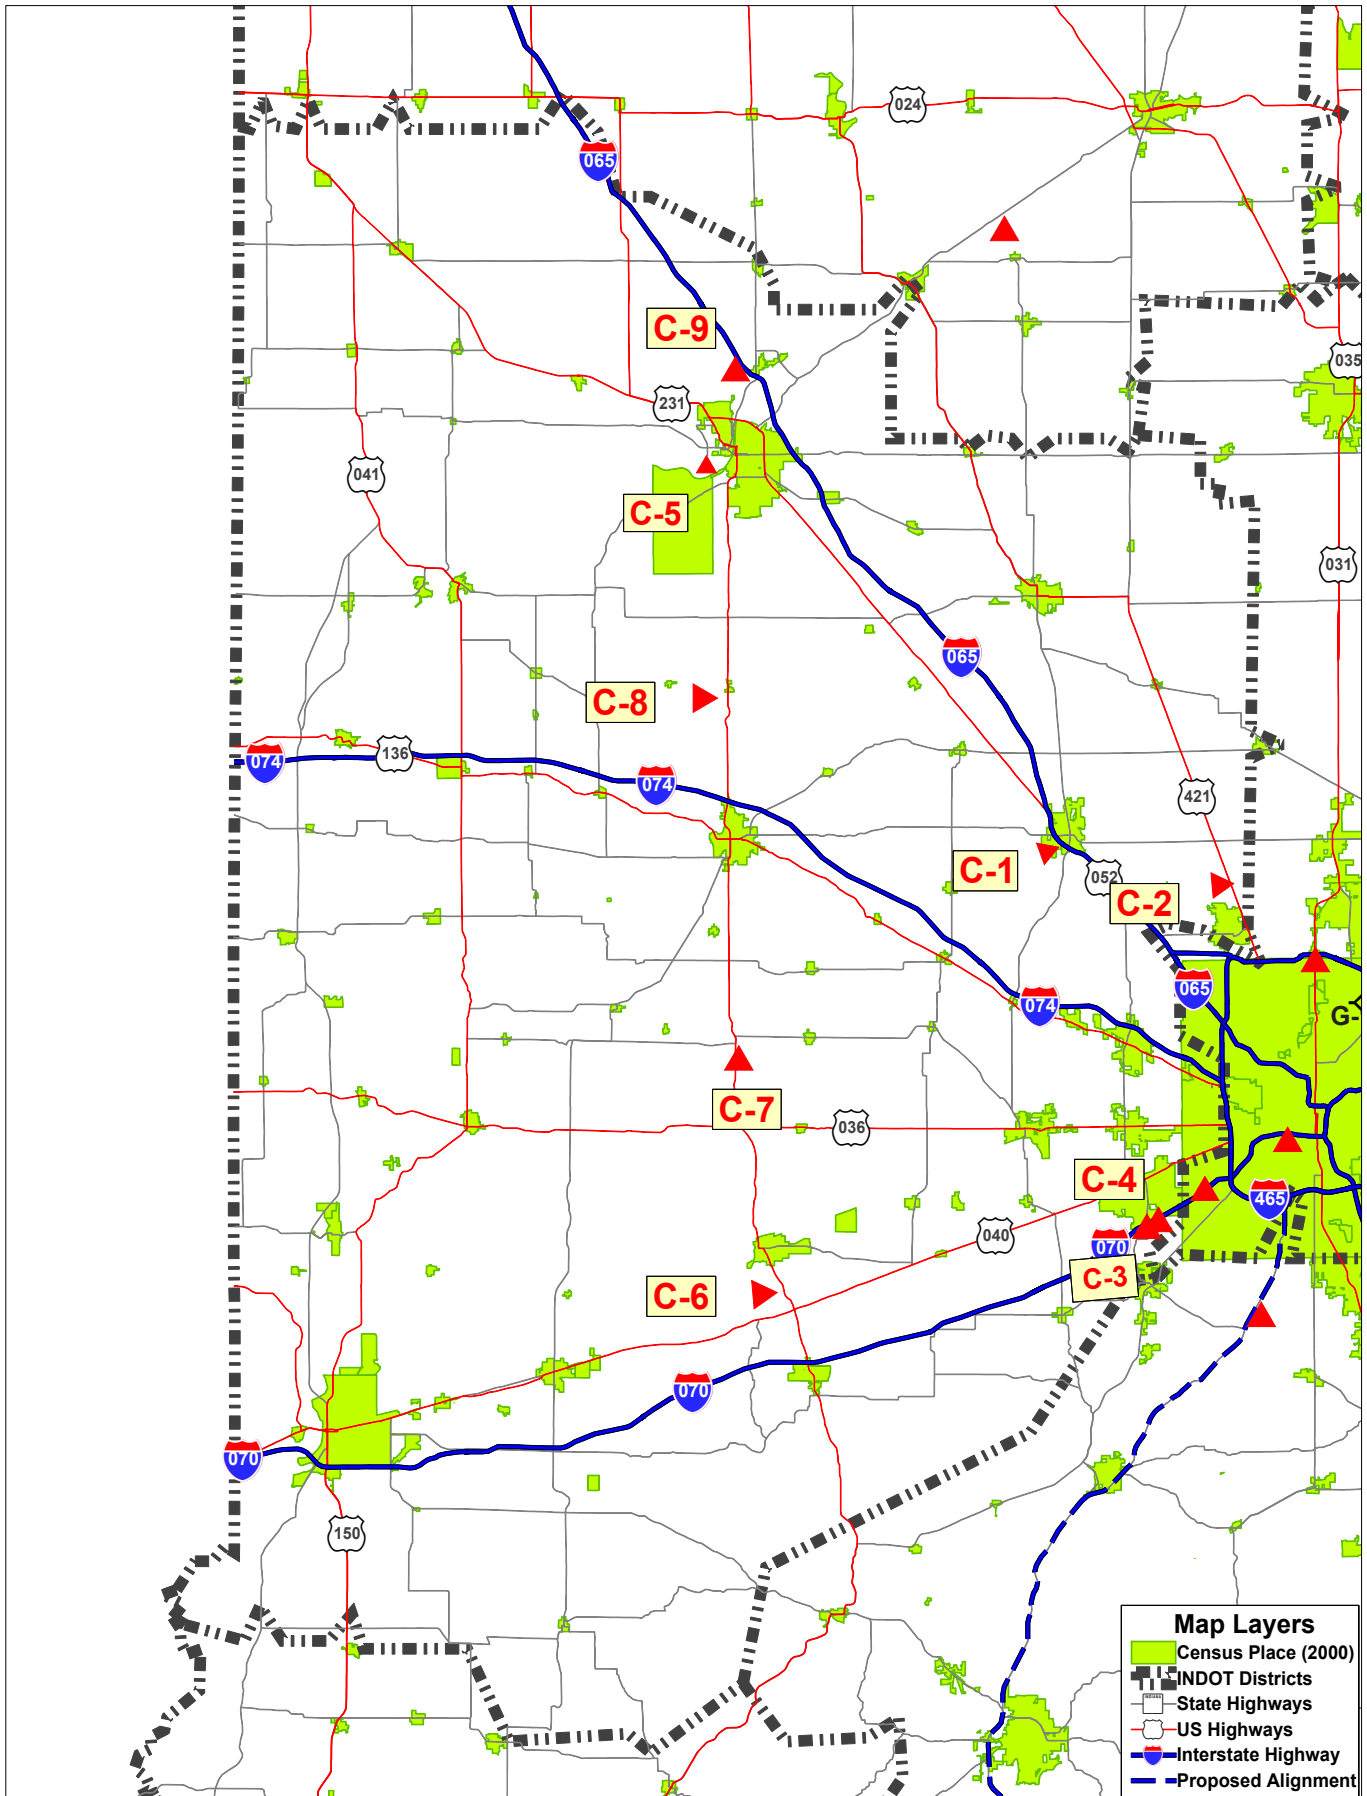 024
065
C-9
035
231
041
C-5
031
065
C-8
136
074
074
421
C-1
052
C-2
065
074
G-
C-7
036
C-4
465
040
070
C-3
C-6
070
070
150
Map Layers
Census Place (2000)
INDOT Districts
INDIANA
State Highways
US Highways
Interstate Highway
Proposed Alignment